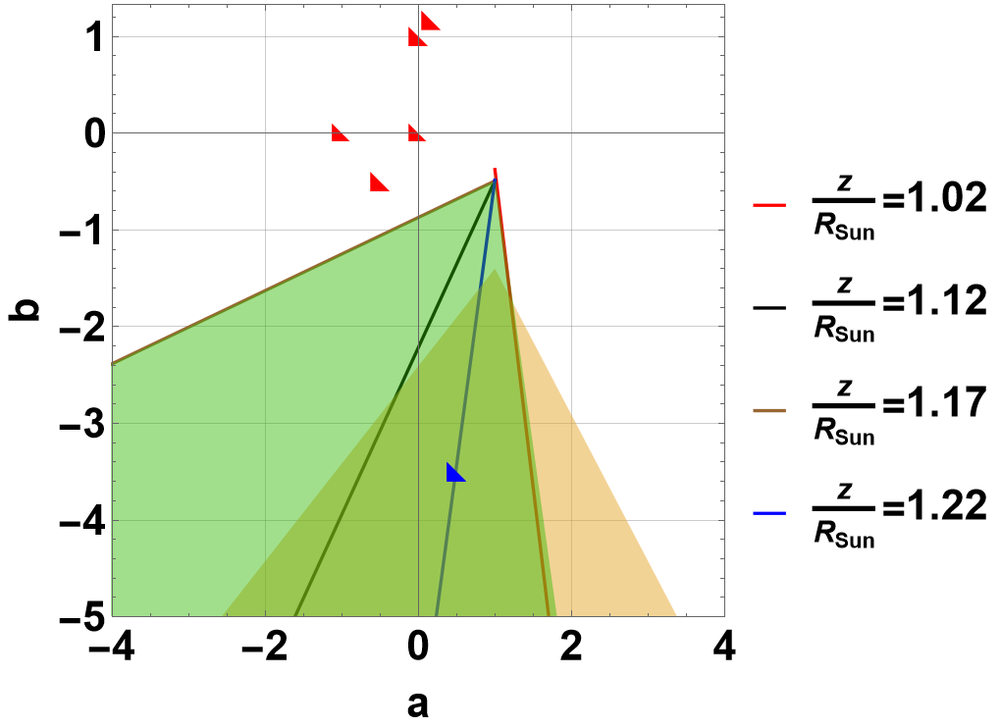 1
0
−1
−2
−3
−4
−5
b
−4
−2
0
2
4
a
z/R_Sun =1.02
z/R_Sun =1.12
z/R_Sun =1.17
z/R_Sun =1.22